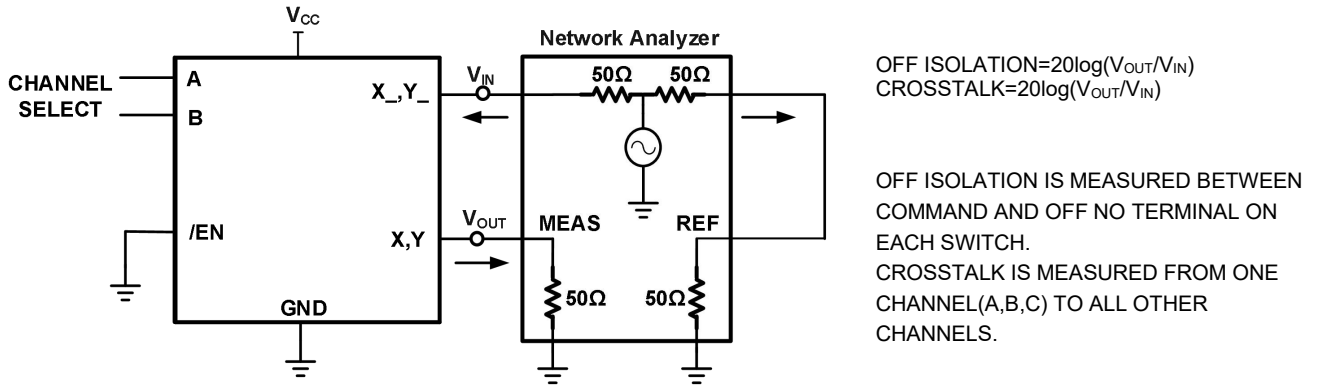 V_CC
Network Analyzer
CHANNEL
SELECT
A
B
X_,Y_
V_IN
50Ω
50Ω
/EN
X,Y
V_OUT
MEAS
REF
50Ω
50Ω
GND
OFF ISOLATION=20log(V_OUT/V_IN)
CROSSTALK=20log(V_OUT/V_IN)
OFF ISOLATION IS MEASURED BETWEEN
COMMAND AND OFF NO TERMINAL ON
EACH SWITCH.
CROSSTALK IS MEASURED FROM ONE
CHANNEL(A,B,C) TO ALL OTHER
CHANNELS.